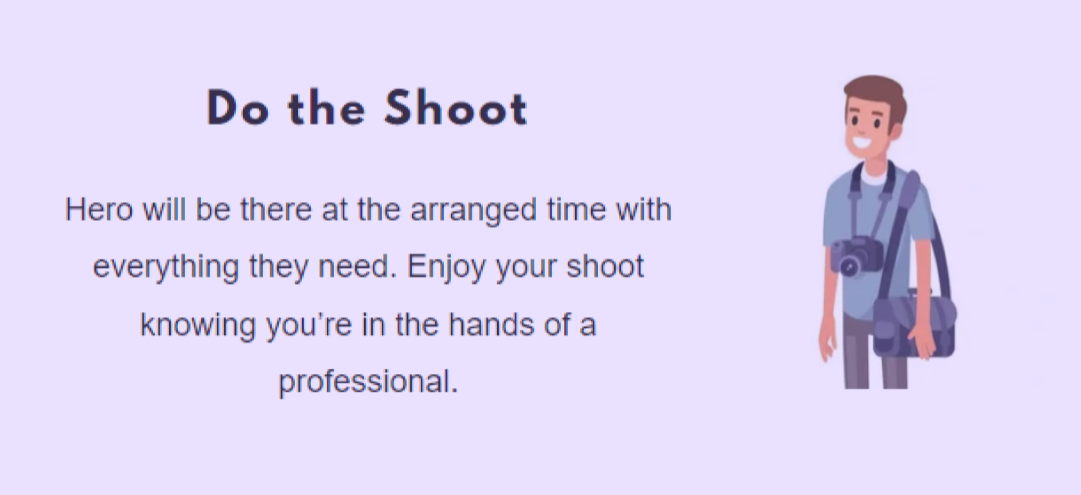 Do the Shoot
Hero will be there at the arranged time with
everything they need. Enjoy your shoot
knowing you’re in the hands of a
professional.